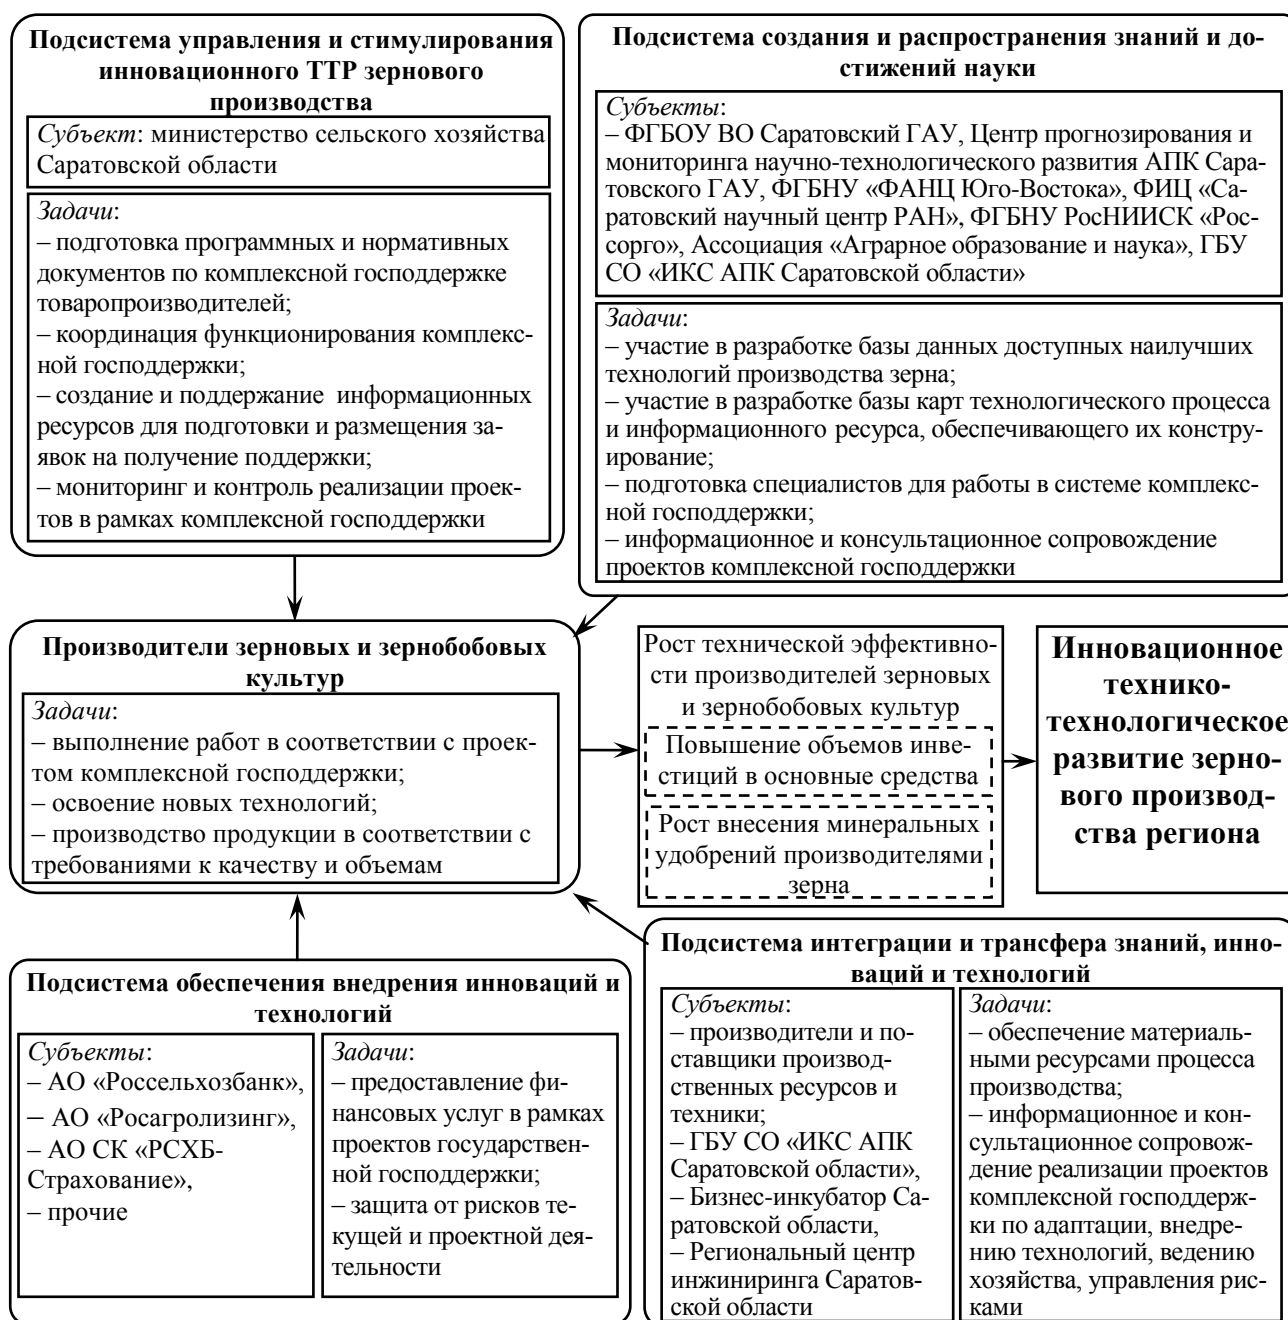 Подсистема управления и стимулирования
инновационного ТТР зернового
производства
Субъект: министерство сельского хозяйства
Саратовской области
Задачи:
– подготовка программных и нормативных
документов по комплексной господдержке
товаропроизводителей;
– координация функционирования комплекс-
ной господдержки;
– создание и поддержание информационных
ресурсов для подготовки и размещения за-
явок на получение поддержки;
– мониторинг и контроль реализации проек-
тов в рамках комплексной господдержки
Подсистема создания и распространения знаний и до-
стижений науки
Субъекты:
– ФГБОУ ВО Саратовский ГАУ, Центр прогнозирования и
мониторинга научно-технологического развития АПК Сара-
товского ГАУ, ФГБНУ «ФАНЦ Юго-Востока», ФИЦ «Са-
ратовский научный центр РАН», ФГБНУ РосНИИСК «Рос-
сорго», Ассоциация «Аграрное образование и наука», ГБУ
СО «ИКС АПК Саратовской области»
Задачи:
– участие в разработке базы данных доступных наилучших
технологий производства зерна;
– участие в разработке базы карт технологического процесса
и информационного ресурса, обеспечивающего их констру-
ирование;
– подготовка специалистов для работы в системе комплекс-
ной господдержки;
– информационное и консультационное сопровождение
проектов комплексной господдержки
Производители зерновых и зернобобовых
культур
Задачи:
– выполнение работ в соответствии с проек-
том комплексной господдержки;
– освоение новых технологий;
– производство продукции в соответствии с
требованиями к качеству и объемам
Рост технической эффективно-
сти производителей зерновых
и зернобобовых культур
Повышение объемов инве-
стиций в основные средства
Рост внесения минеральных
удобрений производителями
зерна
Инновационное
технико-
технологическое
развитие зерно-
вого производ-
ства региона
Подсистема обеспечения внедрения инноваций и
технологий
Субъекты:
– АО «Россельхозбанк»,
– АО «Росагролизинг»,
– АО СК «РСХБ-
Страхование»,
– прочие
Задачи:
– предоставление фи-
нансовых услуг в рамках
проектов государствен-
ной господдержки;
– защита от рисков те-
кущей и проектной дея-
тельности
Подсистема интеграции и трансфера знаний, инно-
ваций и технологий
Субъекты:
– производители и по-
ставщики производ-
ственных ресурсов и
техники;
– ГБУ СО «ИКС АПК
Саратовской области»,
– Бизнес-инкубатор Са-
ратовской области,
– Региональный центр
инжиниринга Саратов-
ской области
Задачи:
– обеспечение материаль-
ными ресурсами процесса
производства;
– информационное и кон-
сультационное сопровож-
дение реализации проектов
комплексной господдерж-
ки по адаптации, внедре-
нию технологий, ведению
хозяйства, управления рис-
ками